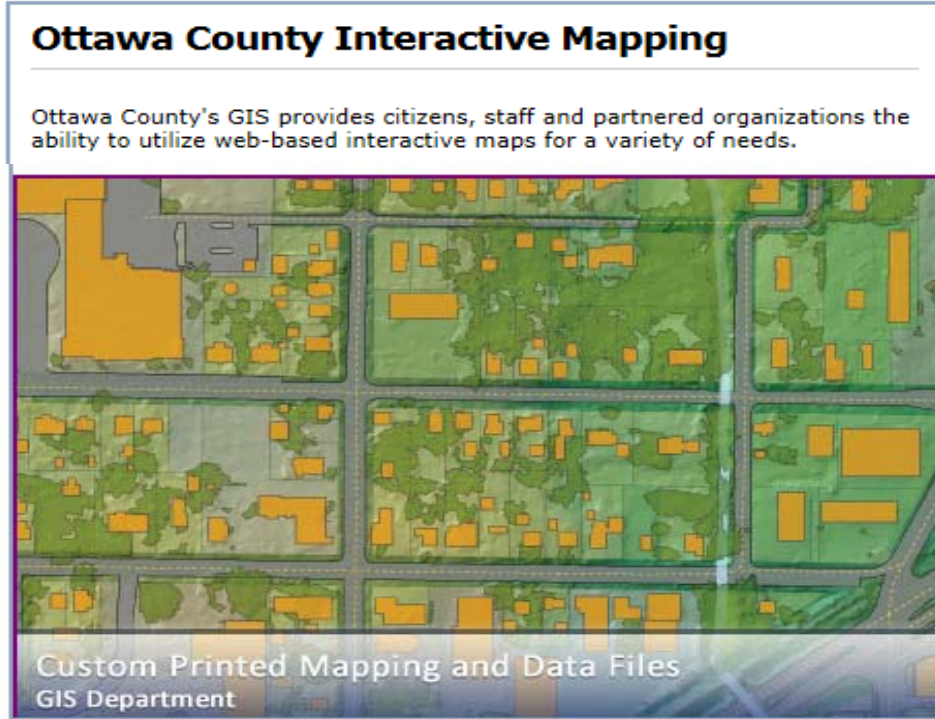 Ottawa County Interactive Mapping
Ottawa County's GIS provides citizens, staff and partnered organizations the
ability to utilize web-based interactive maps for a variety of needs.
Custom Printed Mapping and Data Files
GIS Department